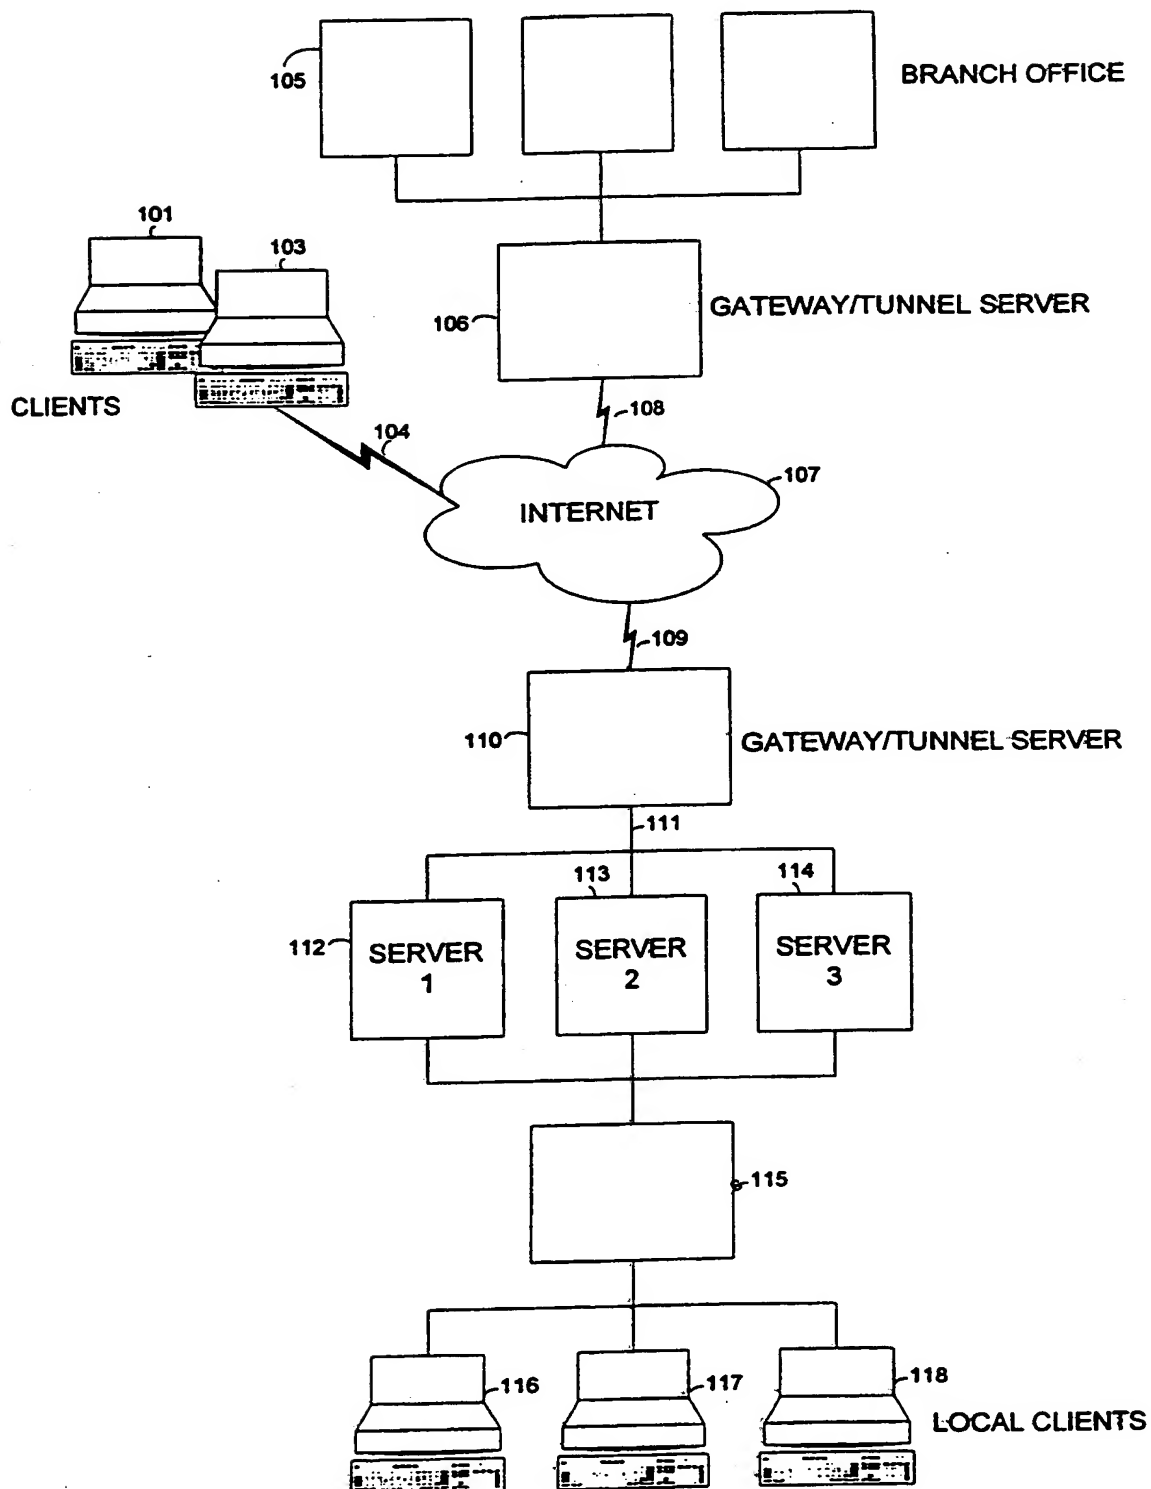 105
BRANCH OFFICE
101
103
106
GATEWAY/TUNNEL SERVER
CLIENTS
108
104
107
INTERNET
109
110
GATEWAY/TUNNEL SERVER
111
113
114
112
SERVER
1
SERVER
2
SERVER
3
115
116
117
118
LOCAL CLIENTS